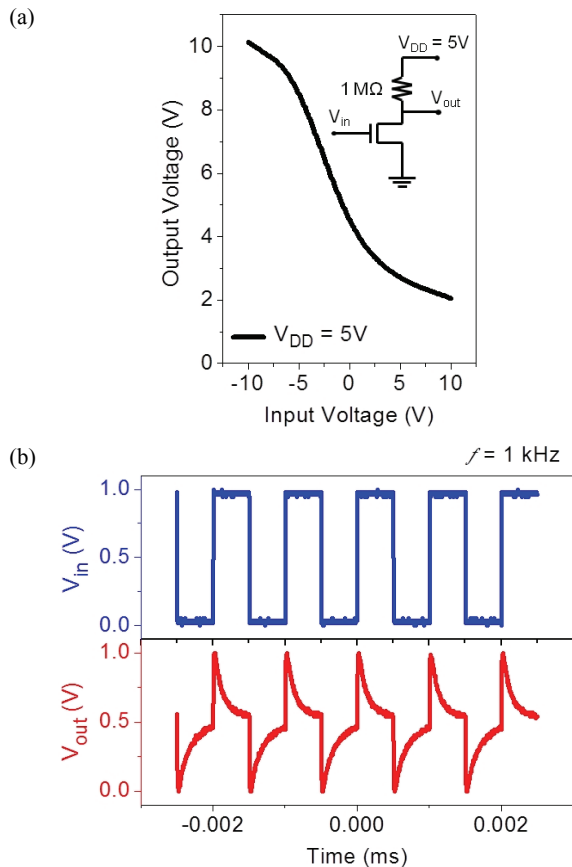 (a)
V_DD = 5V
1 MΩ
V_in
V_out
Output Voltage (V)
10
8
6
4
2
0
V_DD = 5V
-10 -5 0 5 10
Input Voltage (V)
(b)
f = 1 kHz
V_in (V)
1.0
0.5
0.0
V_out (V)
1.0
0.5
0.0
-0.002 0.000 0.002
Time (ms)